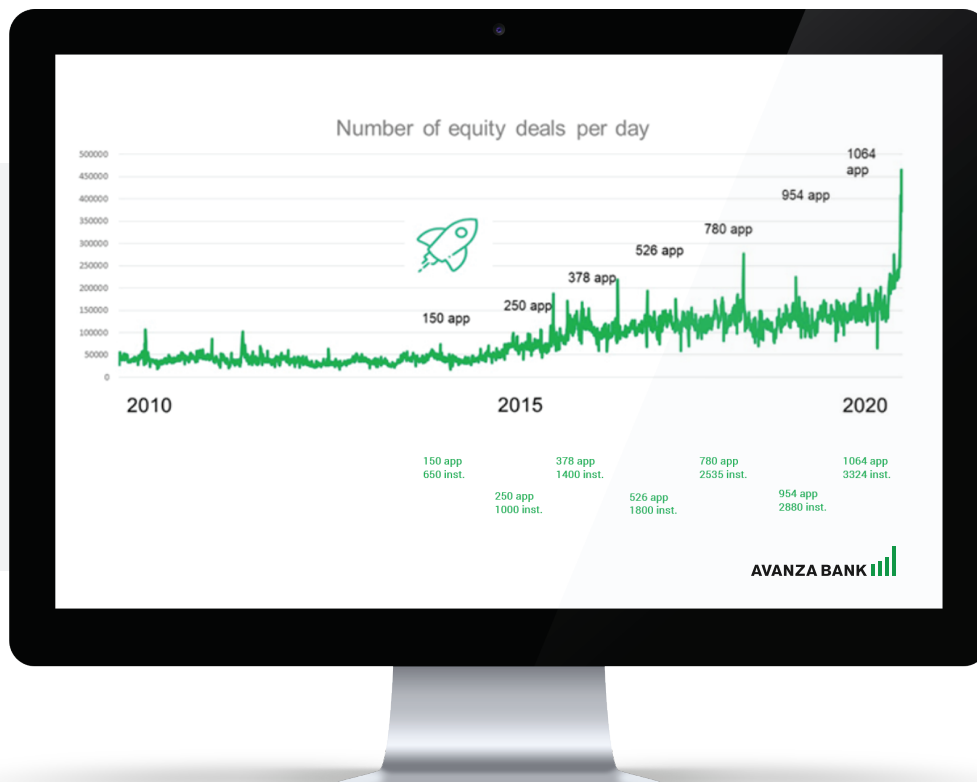 Number of equity deals per day
500000
450000
400000
350000
300000
250000
200000
150000
100000
50000
0
1064
app
954 app
780 app
526 app
378 app
250 app
150 app
2010
2015
2020
150 app
650 inst.
250 app
1000 inst.
378 app
1400 inst.
526 app
1800 inst.
780 app
2535 inst.
954 app
2880 inst.
1064 app
3324 inst.
AVANZA BANK